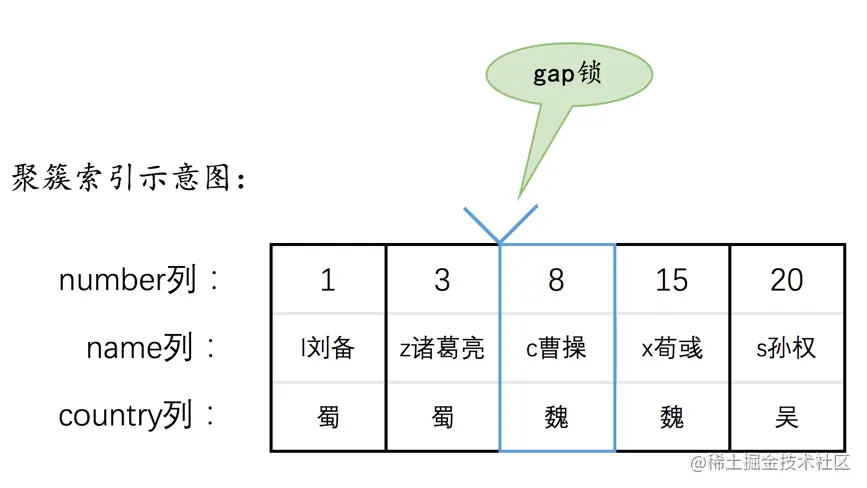 gap锁
聚簇索引示意图：
number列： 1 3 8 15 20
name列： l刘备 z诸葛亮 c曹操 x荀彧 s孙权
country列： 蜀 蜀 魏 魏 吴
@稀土掘金技术社区